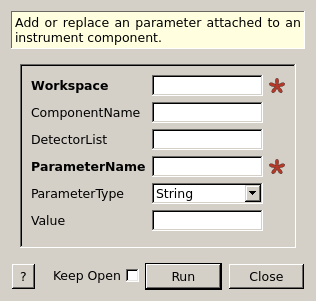 Add or replace an parameter attached to an
instrument component.
Workspace
ComponentName
DetectorList
ParameterName
ParameterType String
Value
? Keep Open Run Close